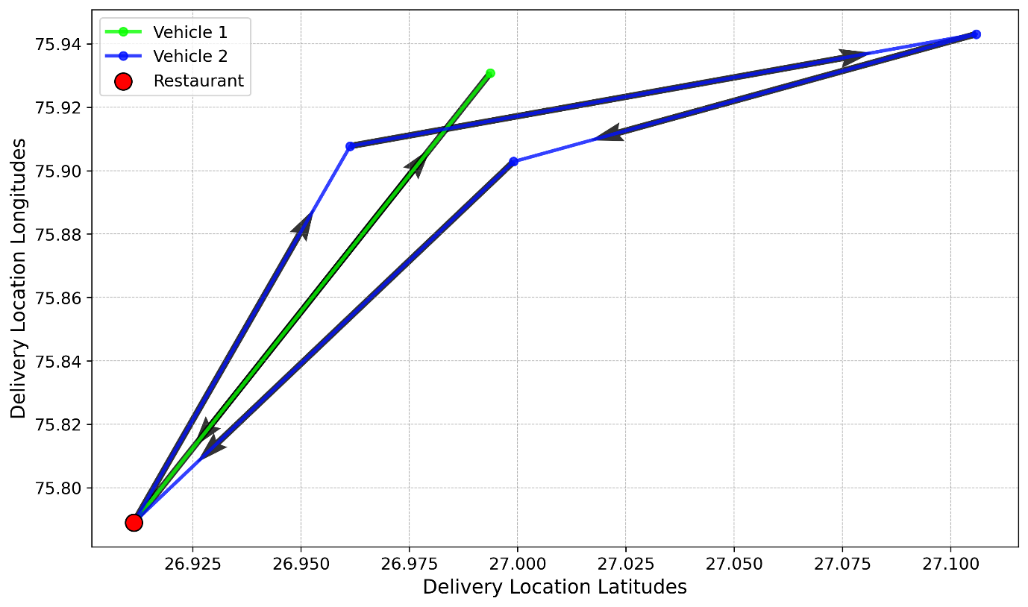 Vehicle 1
Vehicle 2
Restaurant
75.94
75.92
75.90
75.88
75.86
75.84
75.82
75.80
Delivery Location Longitudes
26.925 26.950 26.975 27.000 27.025 27.050 27.075 27.100
Delivery Location Latitudes